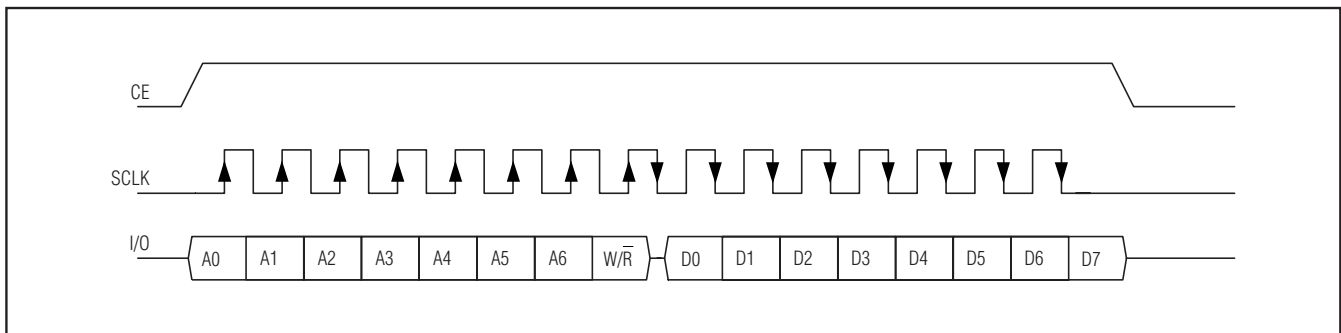 CE
SCLK
I/O A0 A1 A2 A3 A4 A5 A6 W/R̅ D0 D1 D2 D3 D4 D5 D6 D7